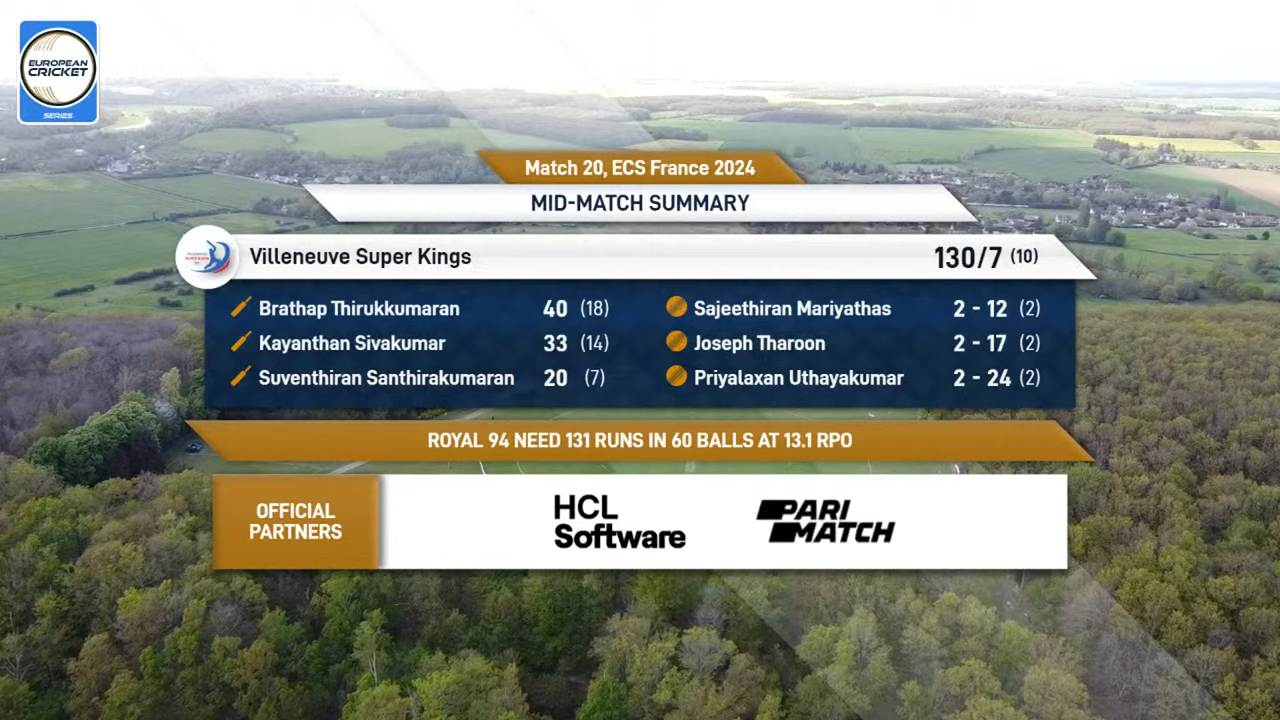 EUROPEAN
CRICKET
SERIES
Match 20, ECS France 2024
MID-MATCH SUMMARY
Villeneuve Super Kings 130/7 (10)
Brathap Thirukkumaran 40 (18) Sajeethiran Mariyathas 2 - 12 (2)
Kayanthan Sivakumar 33 (14) Joseph Tharoon 2 - 17 (2)
Suventhiran Santhirakumaran 20 (7) Priyalaxan Uthayakumar 2 - 24 (2)
ROYAL 94 NEED 131 RUNS IN 60 BALLS AT 13.1 RPO
OFFICIAL
PARTNERS
HCL
Software
PARI
MATCH